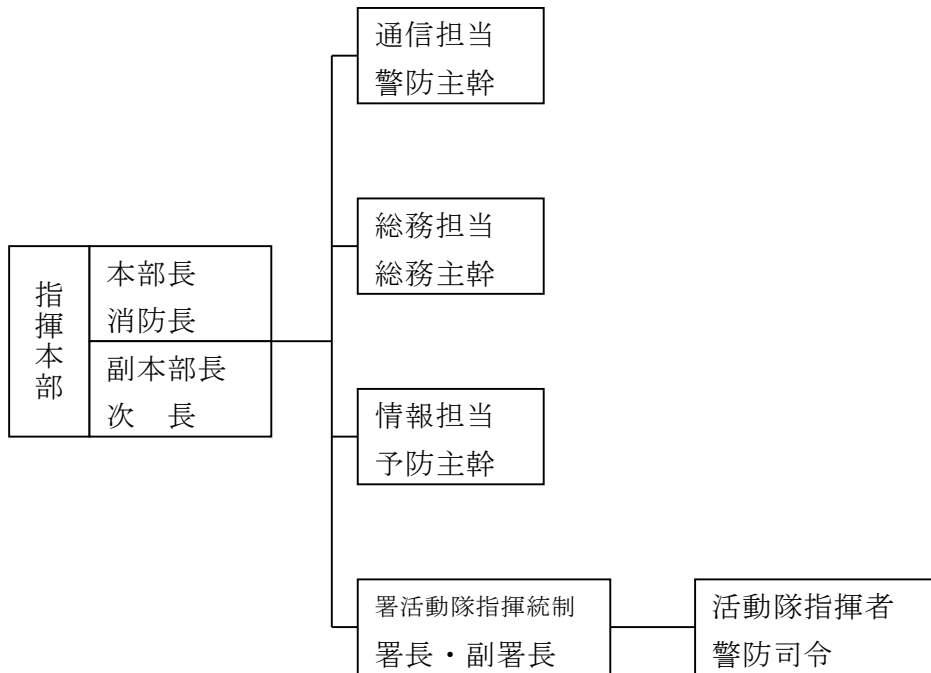 通信担当
警防主幹
総務担当
総務主幹
指揮本部
本部長
消防長
副本部長
次　長
情報担当
予防主幹
署活動隊指揮統制
署長・副署長
活動隊指揮者
警防司令